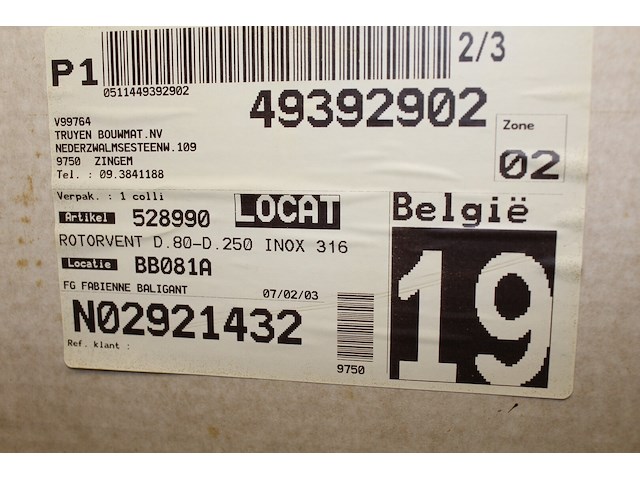 P1
2/3
0511449392902
49392902
V99764
TRUYEN BOUWMAT.NV
NEDERZWALMSESTEENW.109
9750 ZINGEM
Tel. : 09.3841188
Zone
02
Verpak. : 1 colli
Artikel 528990 LOCAT
België
ROTORVENT D.80-D.250 INOX 316
Locatie BB081A
19
FG FABIENNE BALIGANT 07/02/03
N02921432
Ref. klant :
9750